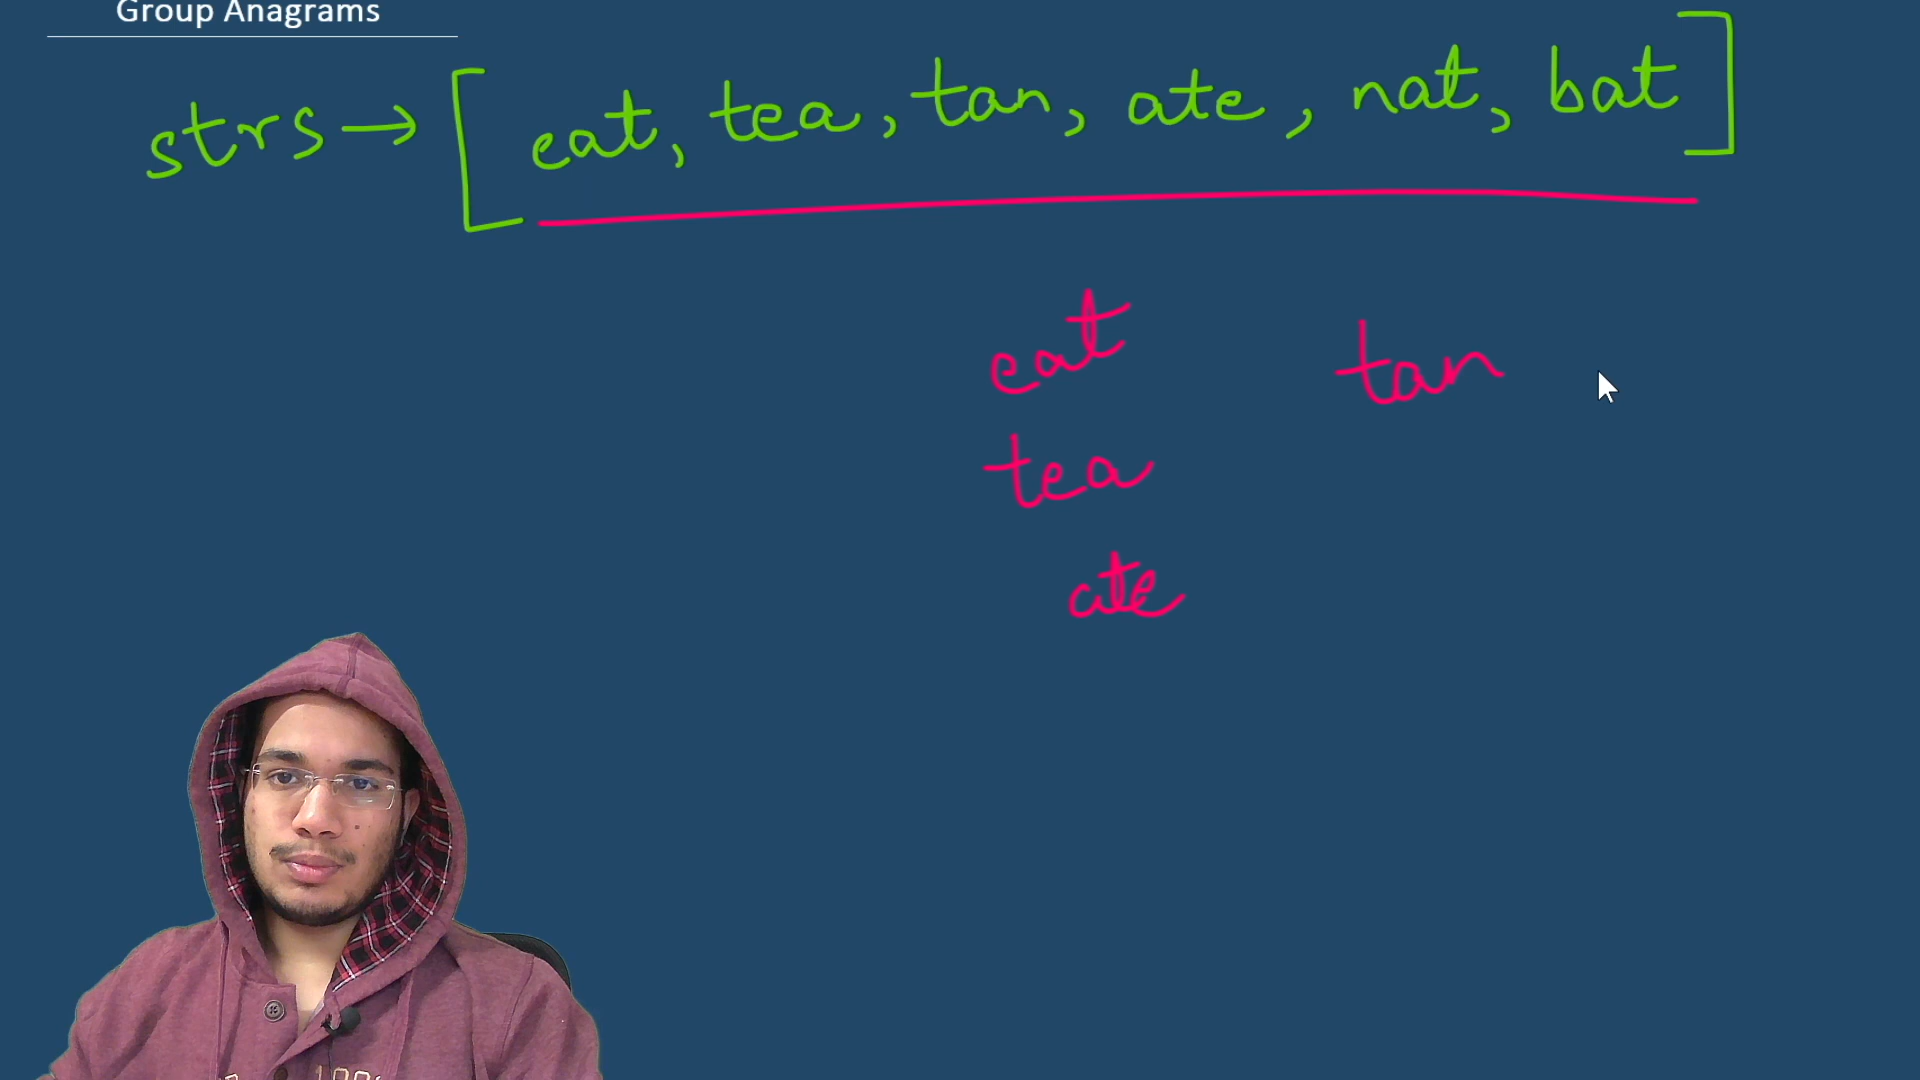 Group Anagrams
strs → [ eat, tea, tan, ate, nat, bat ]
eat tan
tea
ate